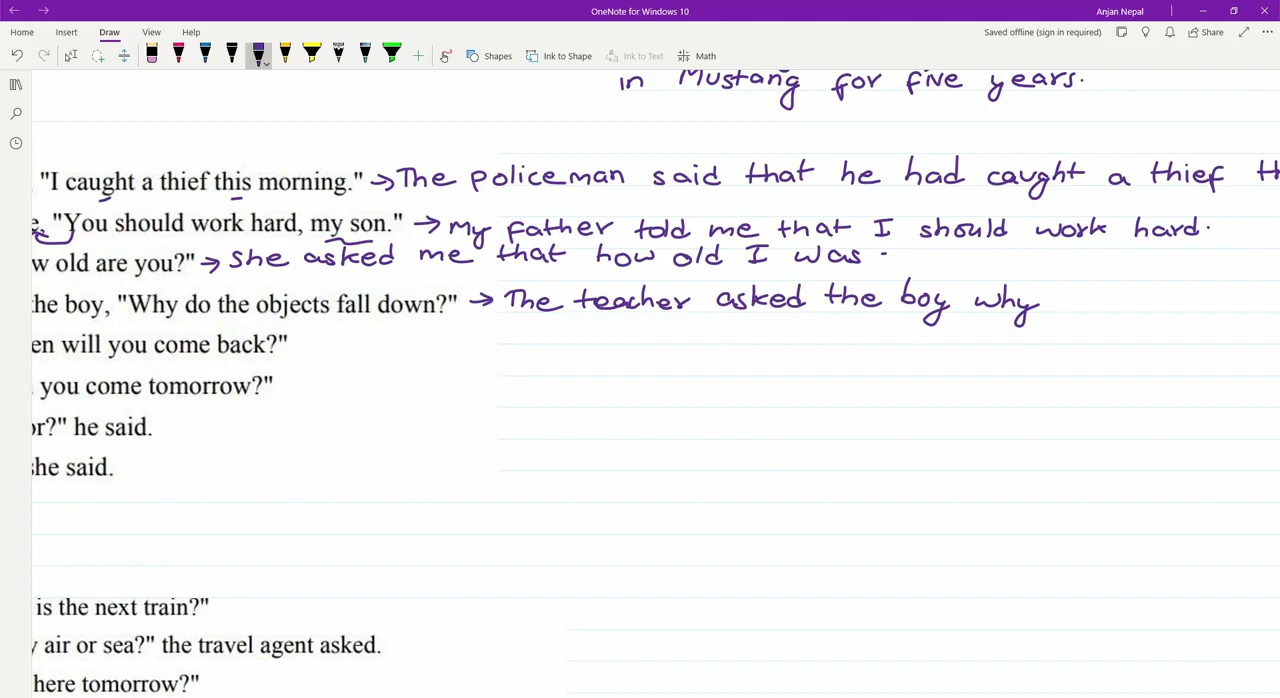 OneNote for Windows 10
Anjan Nepal
Home Insert Draw View Help
Saved offline (sign in required)
Share
Shapes Ink to Shape Ink to Text Math
in Mustang for five years.
"I caught a thief this morning." → The policeman said that he had caught a thief th
e, "You should work hard, my son." → My father told me that I should work hard.
w old are you?" → She asked me that how old I was.
the boy, "Why do the objects fall down?" → The teacher asked the boy why
en will you come back?"
you come tomorrow?"
or?" he said.
she said.
is the next train?"
y air or sea?" the travel agent asked.
here tomorrow?"